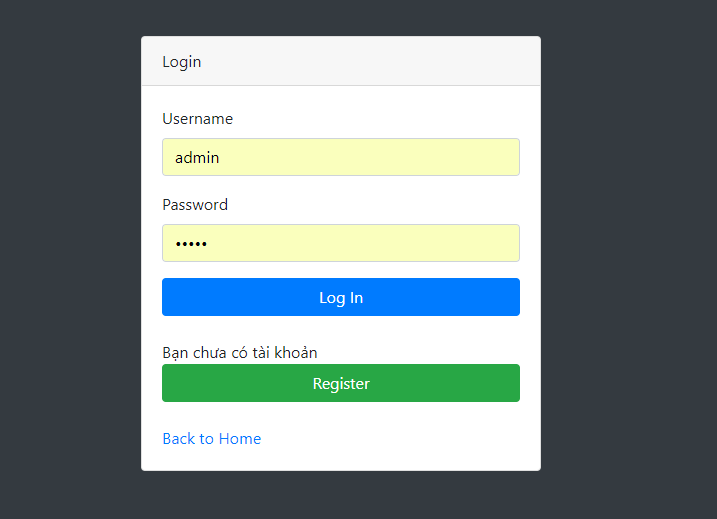 Login
Username
admin
Password
•••••
Log In
Bạn chưa có tài khoản
Register
Back to Home